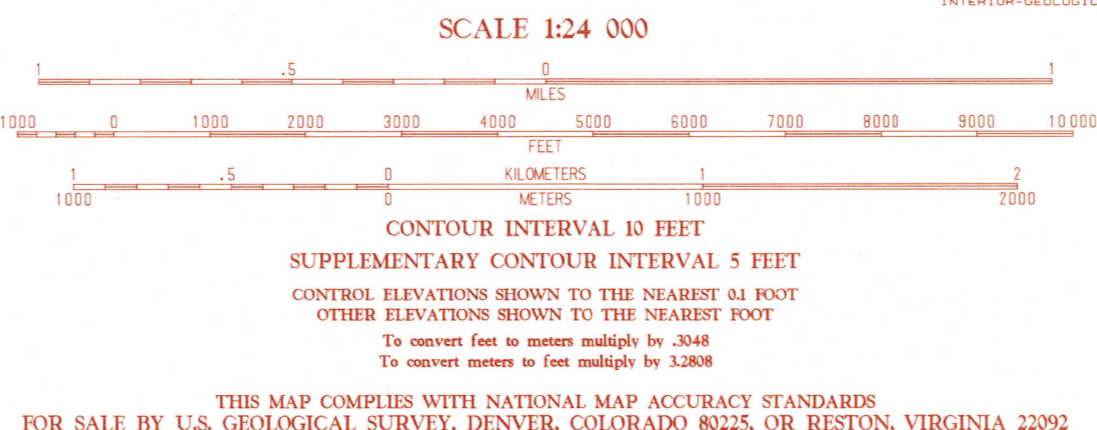 INTERIOR-GEOLOGIC
SCALE 1:24 000
1 .5 0 1
MILES
1000 0 1000 2000 3000 4000 5000 6000 7000 8000 9000 10 000
FEET
1 .5 0 KILOMETERS 1 2
1000 0 METERS 1000 2000
CONTOUR INTERVAL 10 FEET
SUPPLEMENTARY CONTOUR INTERVAL 5 FEET
CONTROL ELEVATIONS SHOWN TO THE NEAREST 0.1 FOOT
OTHER ELEVATIONS SHOWN TO THE NEAREST FOOT
To convert feet to meters multiply by .3048
To convert meters to feet multiply by 3.2808
THIS MAP COMPLIES WITH NATIONAL MAP ACCURACY STANDARDS
FOR SALE BY U.S. GEOLOGICAL SURVEY, DENVER, COLORADO 80225, OR RESTON, VIRGINIA 22092